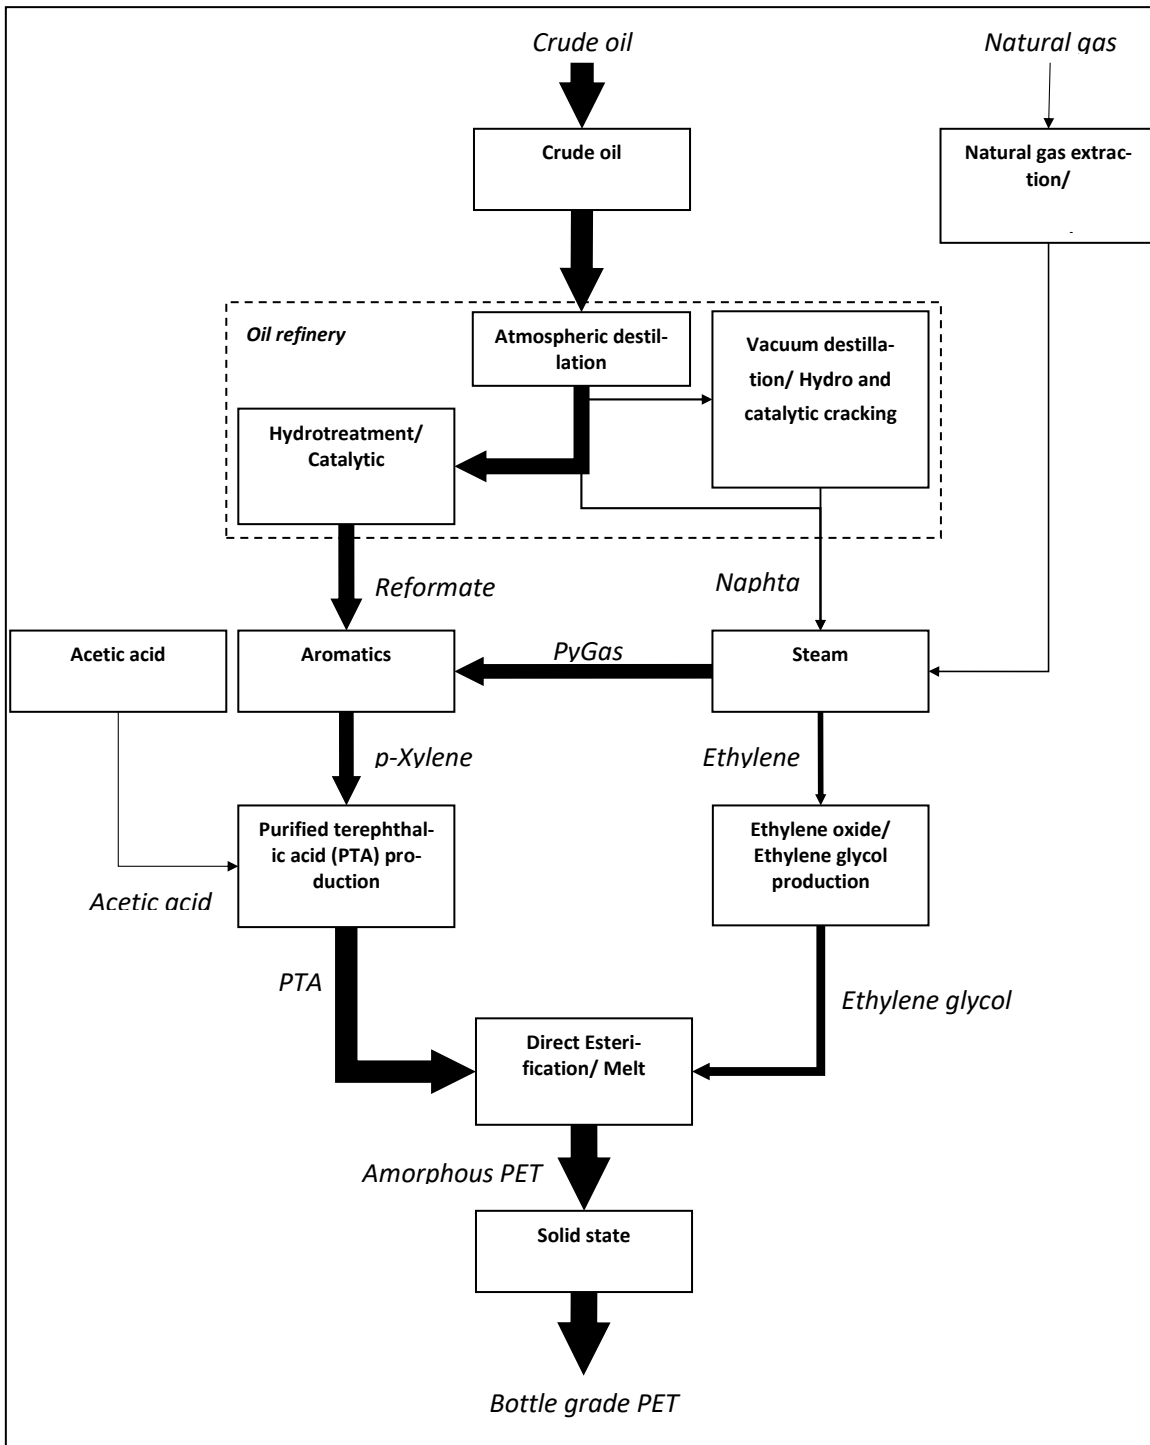 Crude oil
Natural gas
Crude oil
Natural gas extrac-
tion/
Oil refinery
Atmospheric destil-
lation
Vacuum destilla-
tion/ Hydro and
catalytic cracking
Hydrotreatment/
Catalytic
Reformate
Naphta
Acetic acid
Aromatics
PyGas
Steam
p-Xylene
Ethylene
Purified terephthal-
ic acid (PTA) pro-
duction
Ethylene oxide/
Ethylene glycol
production
Acetic acid
PTA
Ethylene glycol
Direct Esteri-
fication/ Melt
Amorphous PET
Solid state
Bottle grade PET